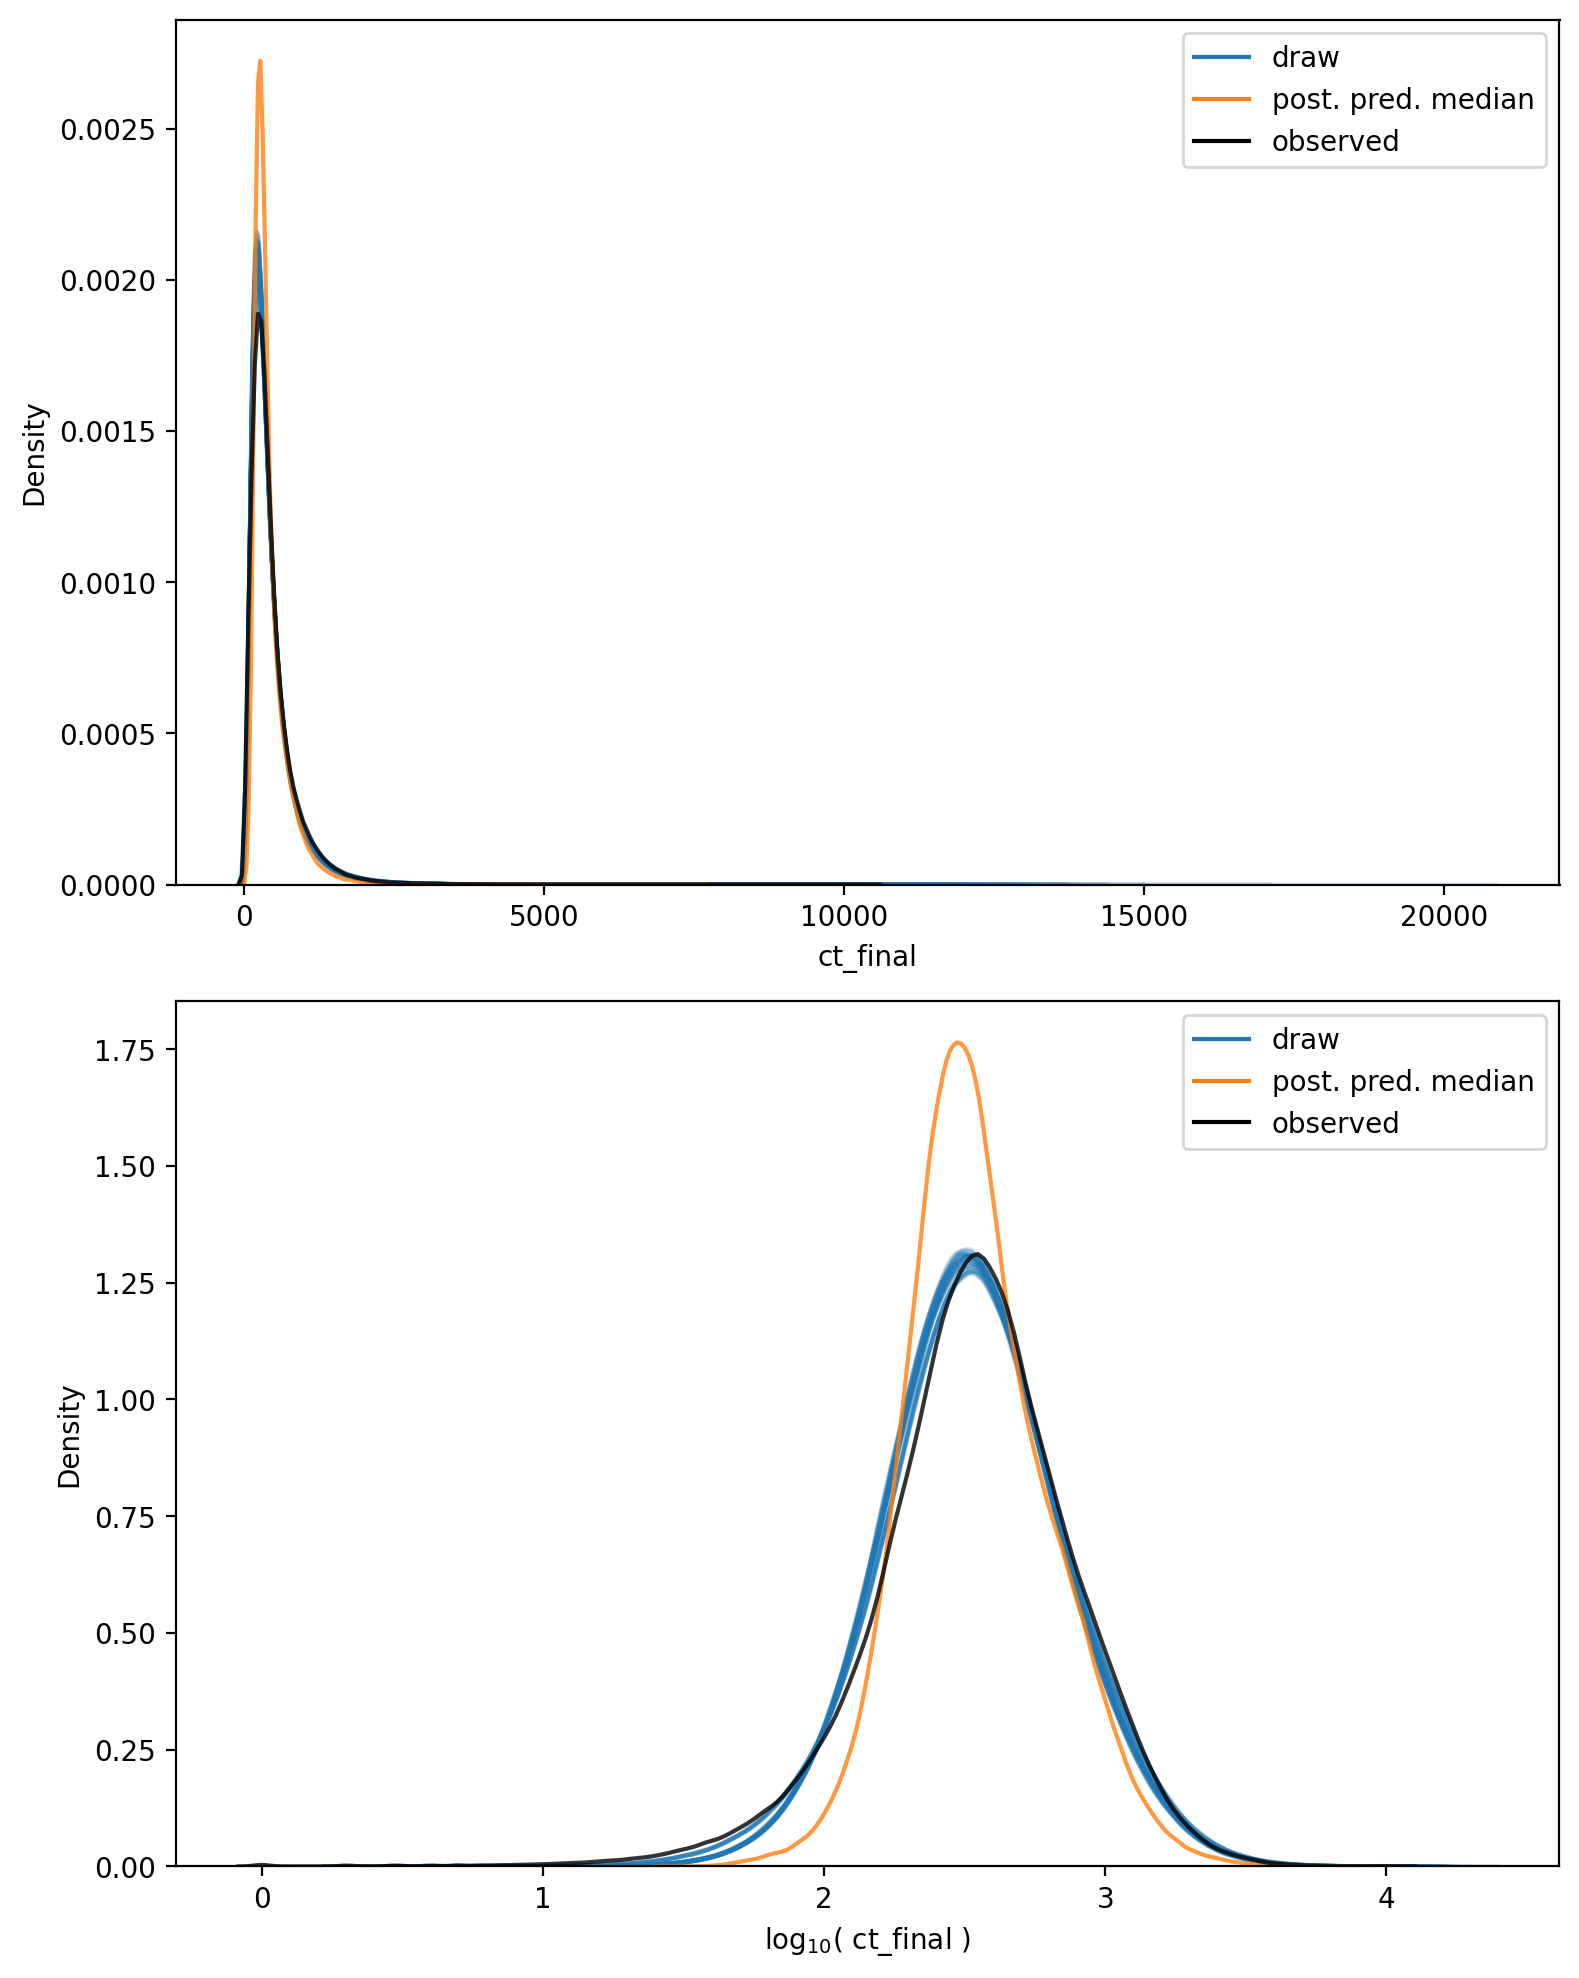 draw
post. pred. median
observed
0.0025
0.0020
0.0015
0.0010
0.0005
0.0000
Density
0
5000
10000
15000
20000
ct_final
draw
post. pred. median
observed
1.75
1.50
1.25
1.00
0.75
0.50
0.25
0.00
Density
0
1
2
3
4
log₁₀( ct_final )